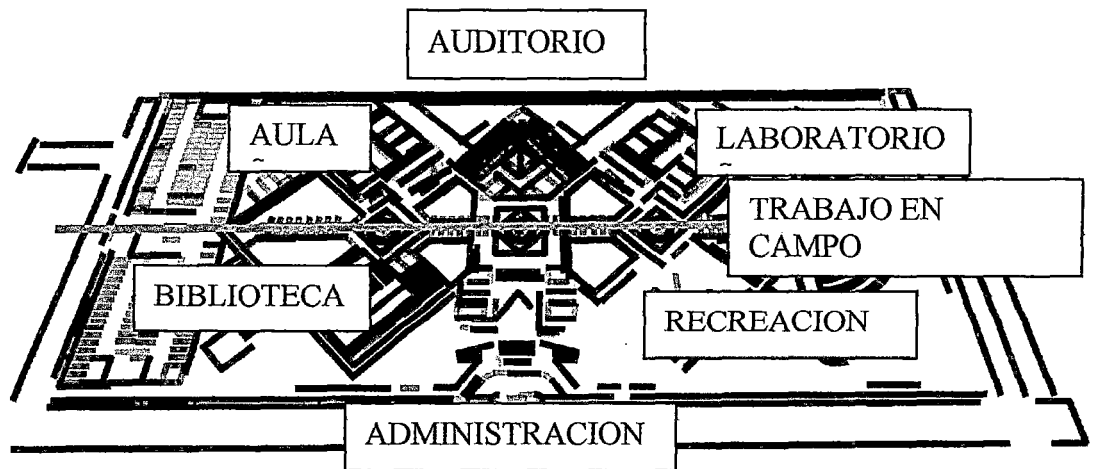 AUDITORIO
AULA
LABORATORIO
TRABAJO EN
CAMPO
BIBLIOTECA
RECREACION
ADMINISTRACION